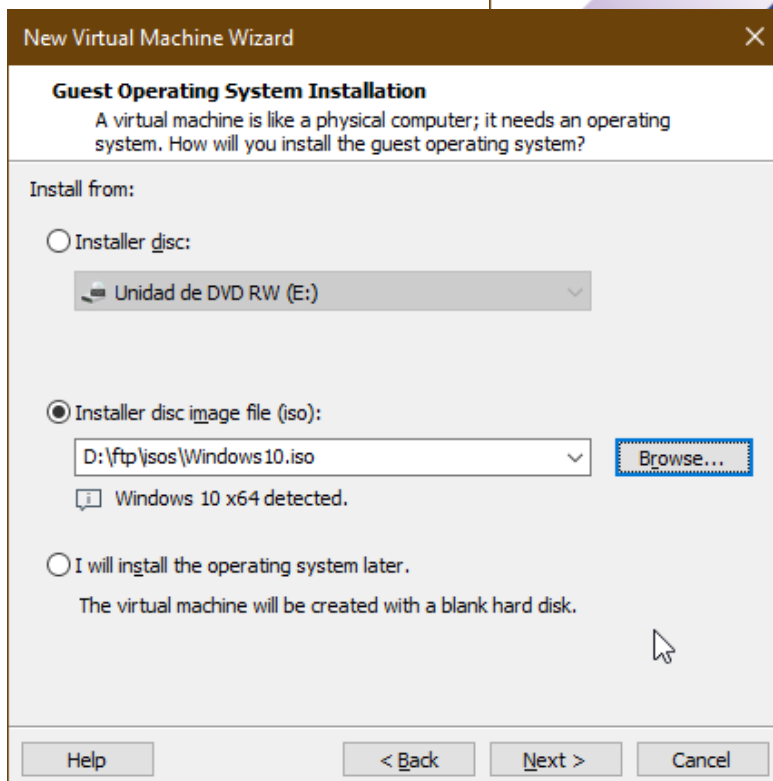 New Virtual Machine Wizard
Guest Operating System Installation
A virtual machine is like a physical computer; it needs an operating
system. How will you install the guest operating system?
Install from:
Installer disc:
Unidad de DVD RW (E:)
Installer disc image file (iso):
D:\ftp\isos\Windows10.iso
Browse...
Windows 10 x64 detected.
I will install the operating system later.
The virtual machine will be created with a blank hard disk.
Help
< Back
Next >
Cancel